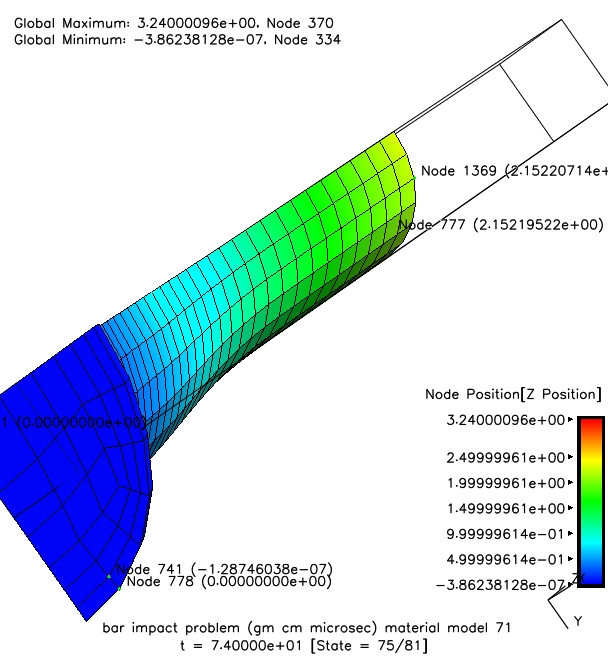 Global Maximum: 3.24000096e+00, Node 370
Global Minimum: -3.86238128e-07, Node 334
Node 1369 (2.15220714e+
Node 777 (2.15219522e+00)
Node Position[Z Position]
3.24000096e+00
1 (0.00000000e+00)
2.49999961e+00
1.99999961e+00
1.49999961e+00
9.99999614e-01
4.99999614e-01
-3.86238128e-07
Node 741 (-1.28746038e-07)
Node 778 (0.00000000e+00)
Y
bar impact problem (gm cm microsec) material model 71
t = 7.40000e+01 [State = 75/81]